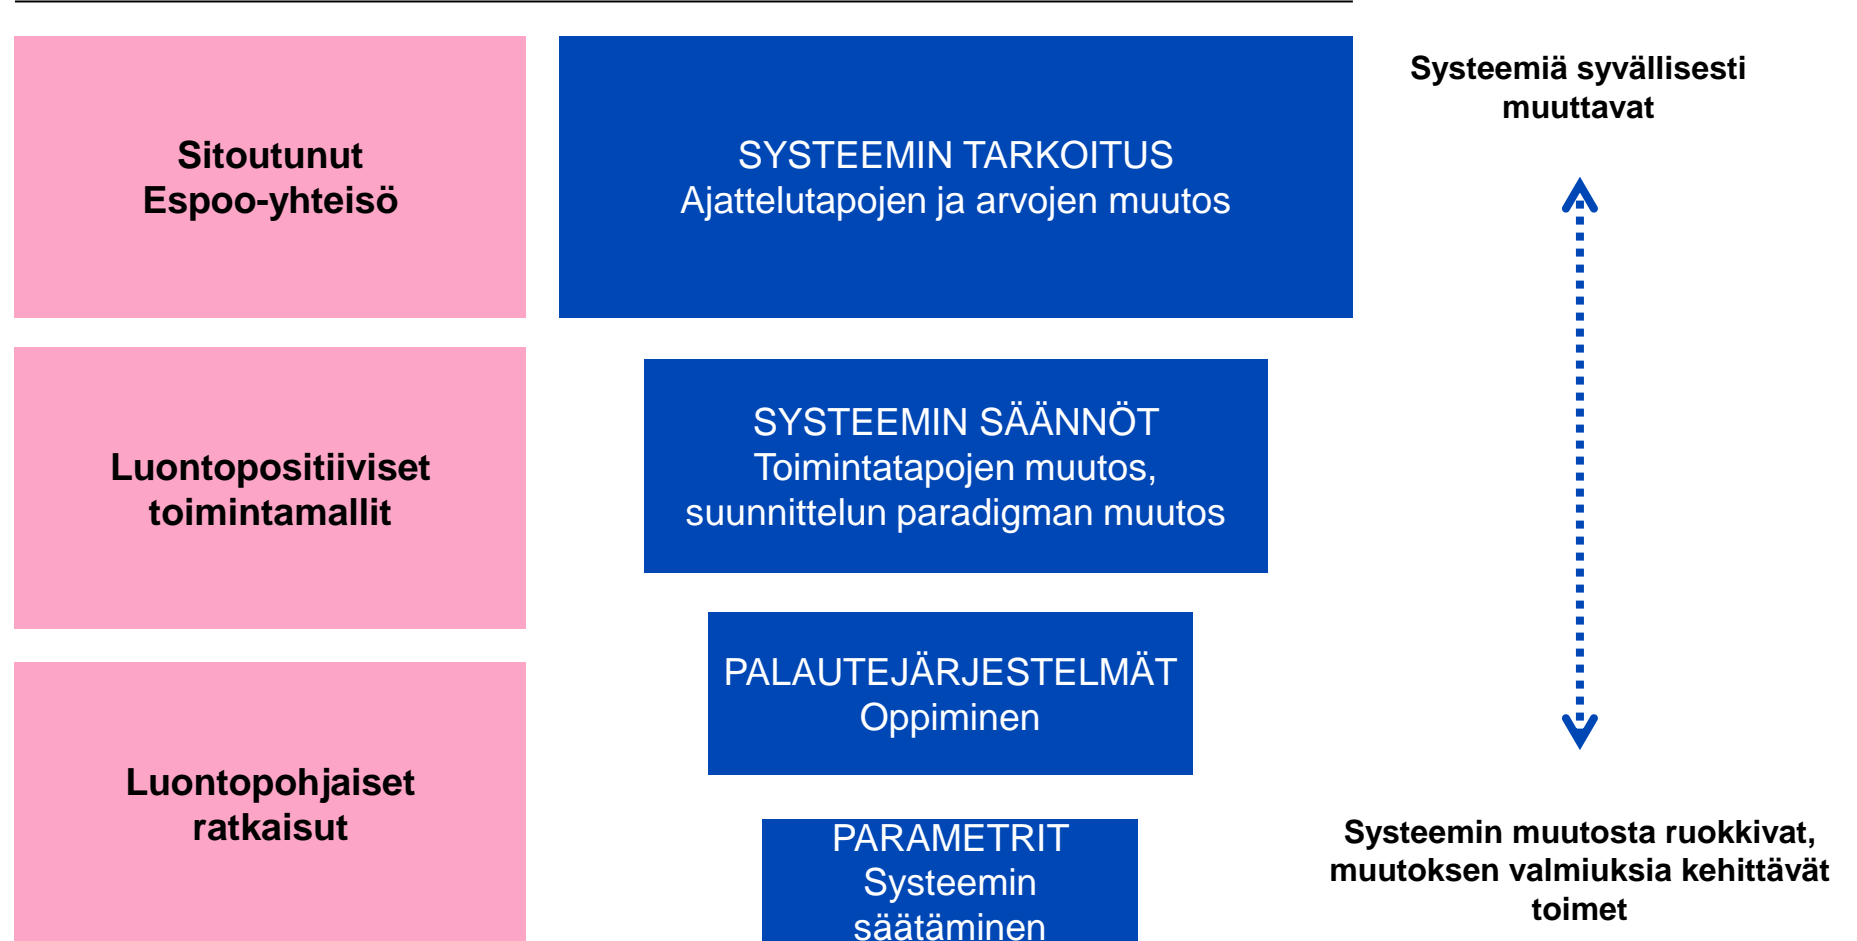 Sitoutunut
Espoo-yhteisö
SYSTEEMIN TARKOITUS
Ajattelutapojen ja arvojen muutos
Systeemiä syvällisesti
muuttavat
Luontopositiiviset
toimintamallit
SYSTEEMIN SÄÄNNÖT
Toimintatapojen muutos,
suunnittelun paradigman muutos
PALAUTEJÄRJESTELMÄT
Oppiminen
Luontopohjaiset
ratkaisut
PARAMETRIT
Systeemin
säätäminen
Systeemin muutosta ruokkivat,
muutoksen valmiuksia kehittävät
toimet